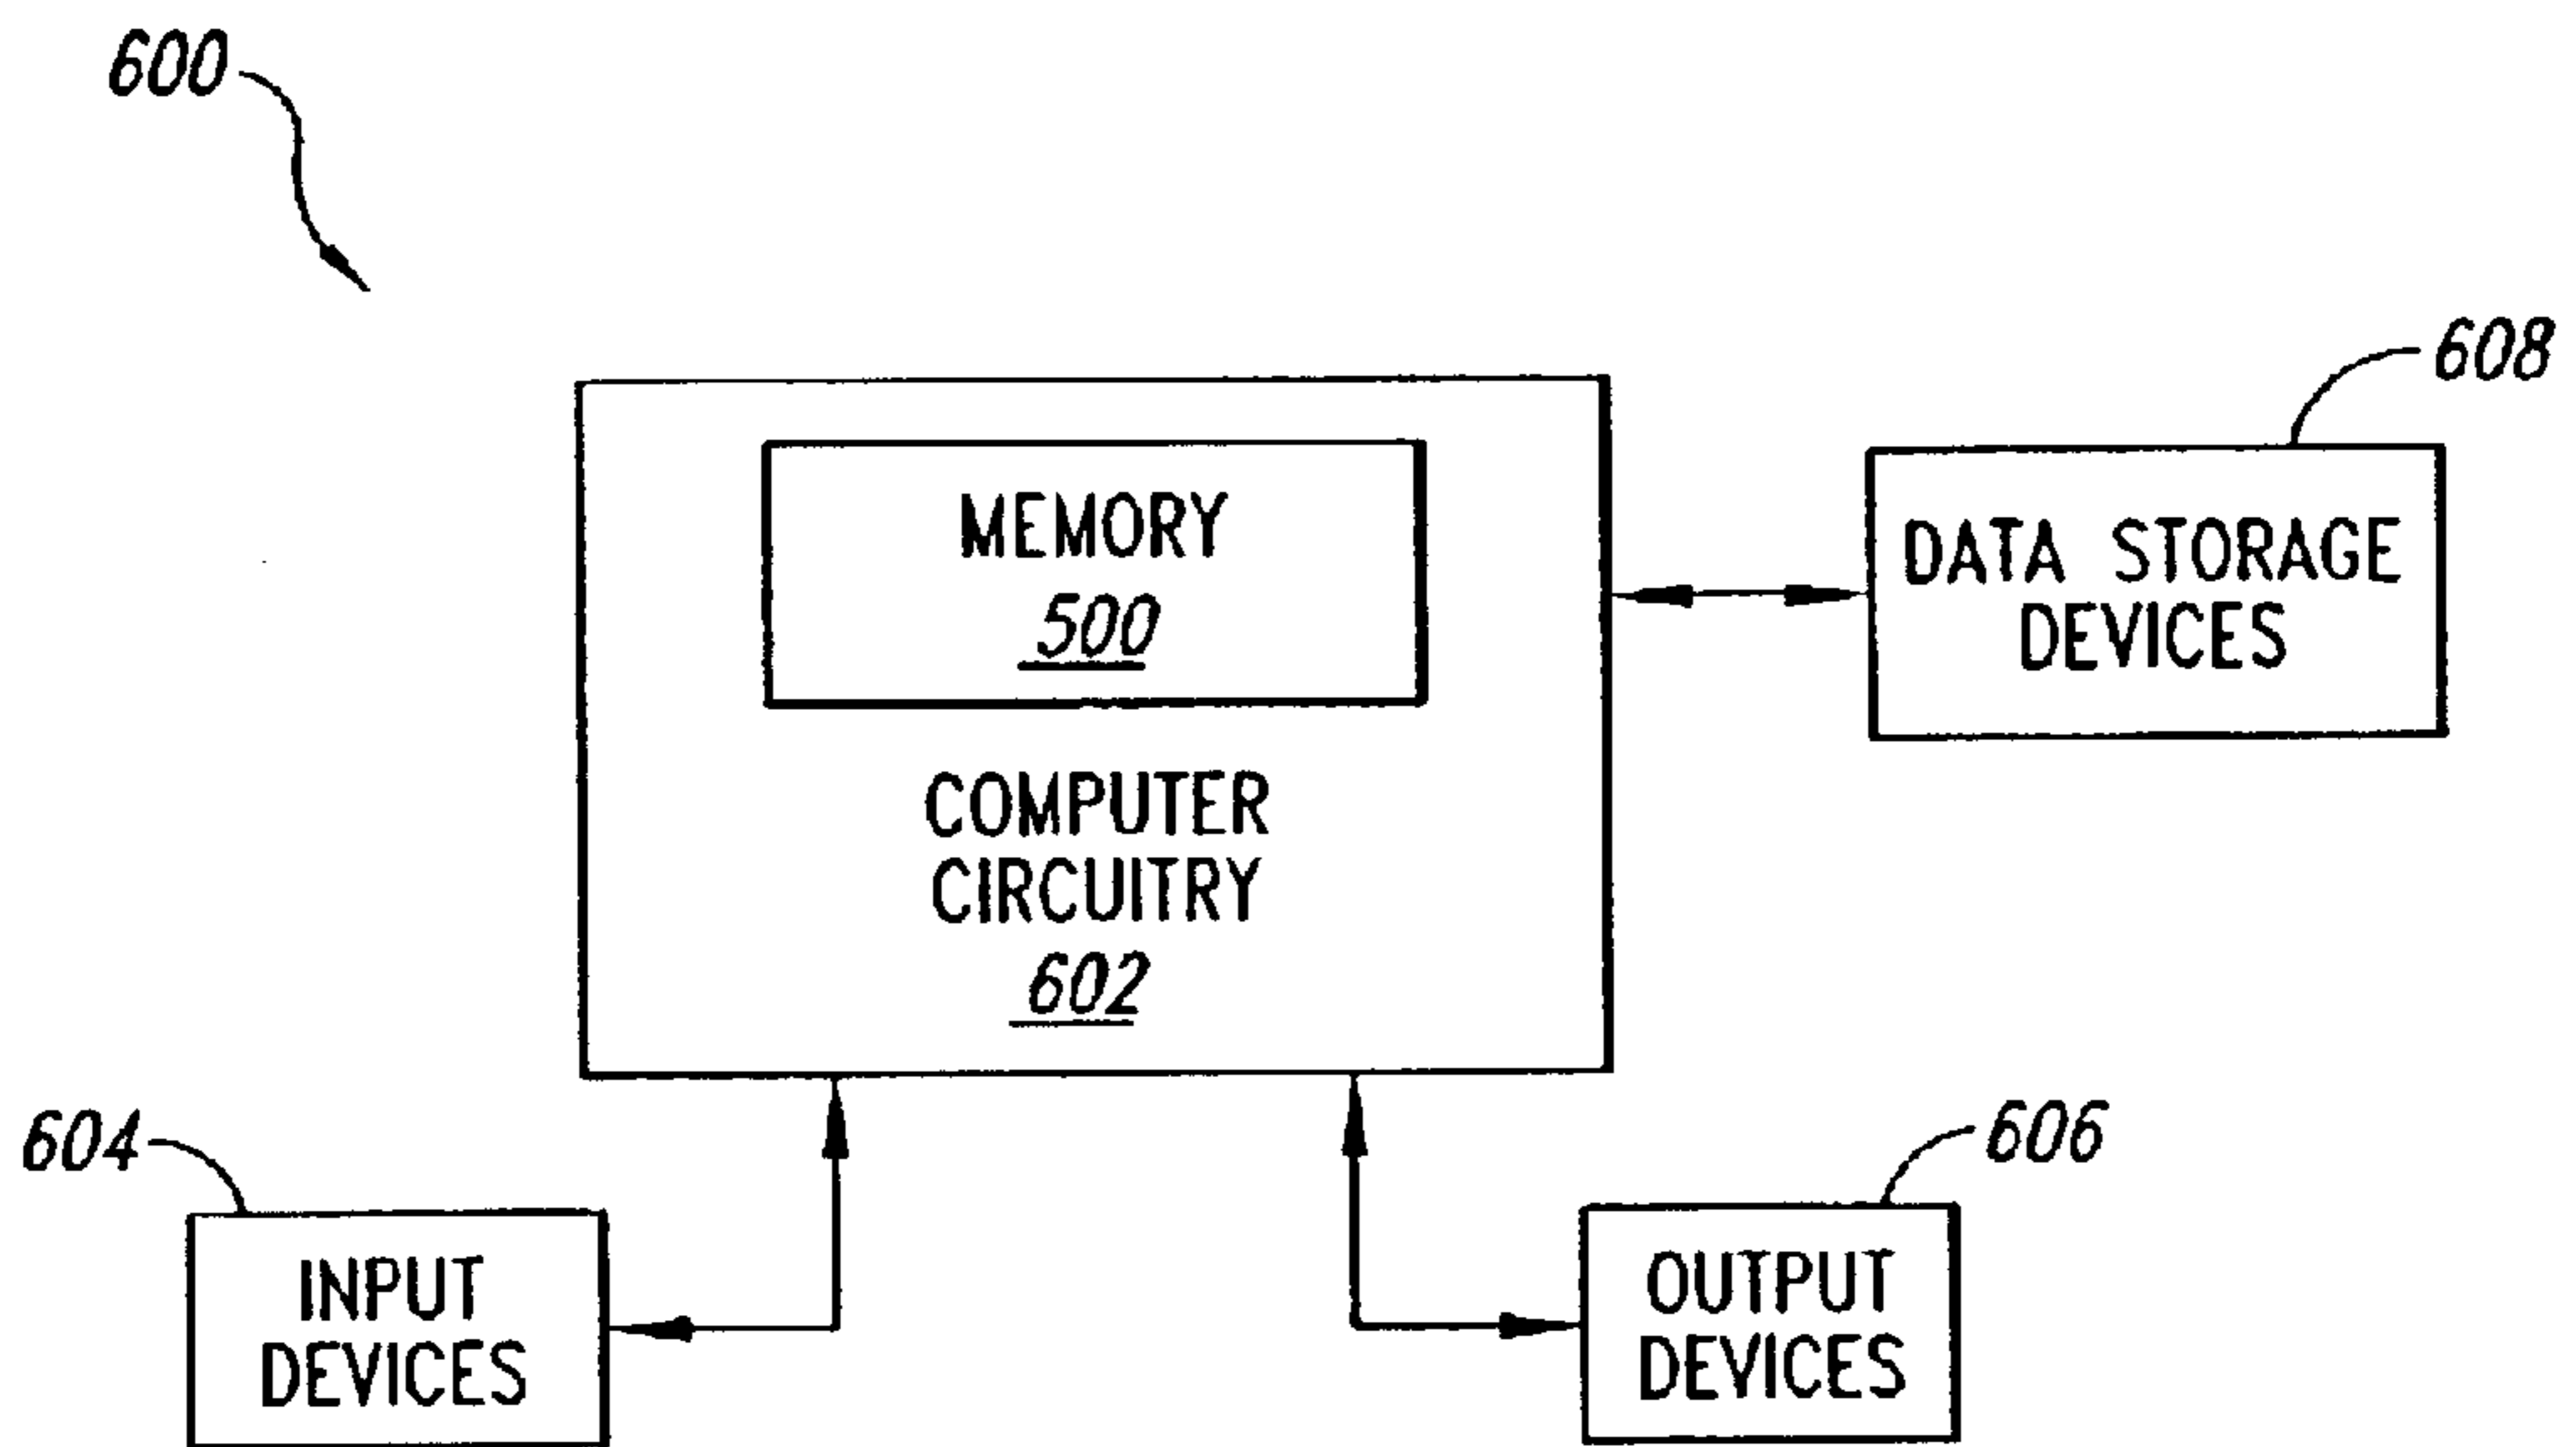 600
608
MEMORY
500
DATA STORAGE
DEVICES
COMPUTER
CIRCUITRY
602
604
606
INPUT
DEVICES
OUTPUT
DEVICES